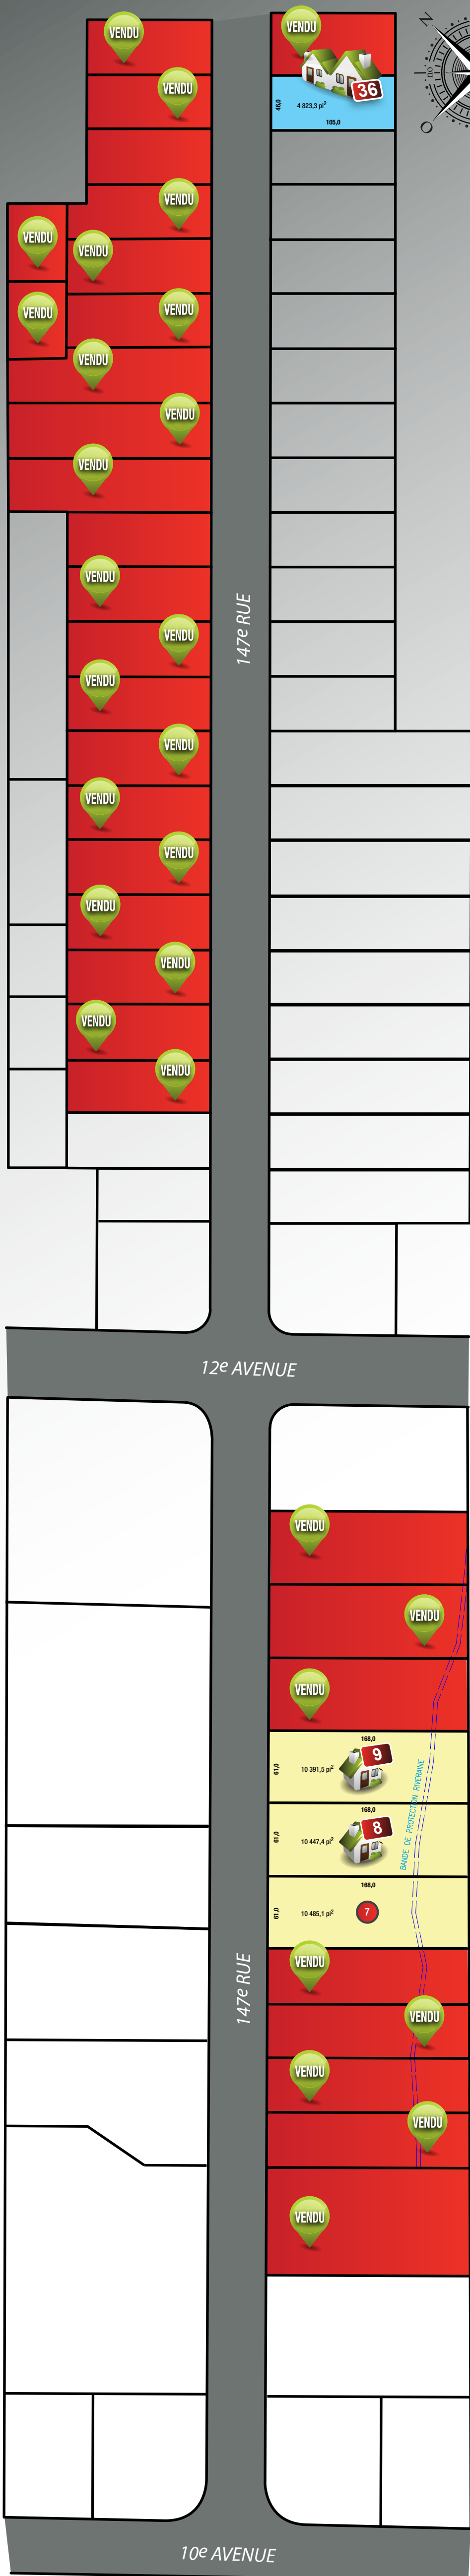 VENDU
VENDU
N
VENDU
36
46,0
4 823,3 pi²
105,0
O
VENDU
VENDU
VENDU
VENDU
VENDU
VENDU
VENDU
VENDU
VENDU
147e RUE
VENDU
VENDU
VENDU
VENDU
VENDU
VENDU
VENDU
VENDU
VENDU
12e AVENUE
VENDU
VENDU
VENDU
168,0
9
61,0
10 391,5 pi²
BANDE DE PROTECTION RIVERAINE
168,0
8
61,0
10 447,4 pi²
168,0
7
61,0
10 485,1 pi²
147e RUE
VENDU
VENDU
VENDU
VENDU
VENDU
10e AVENUE